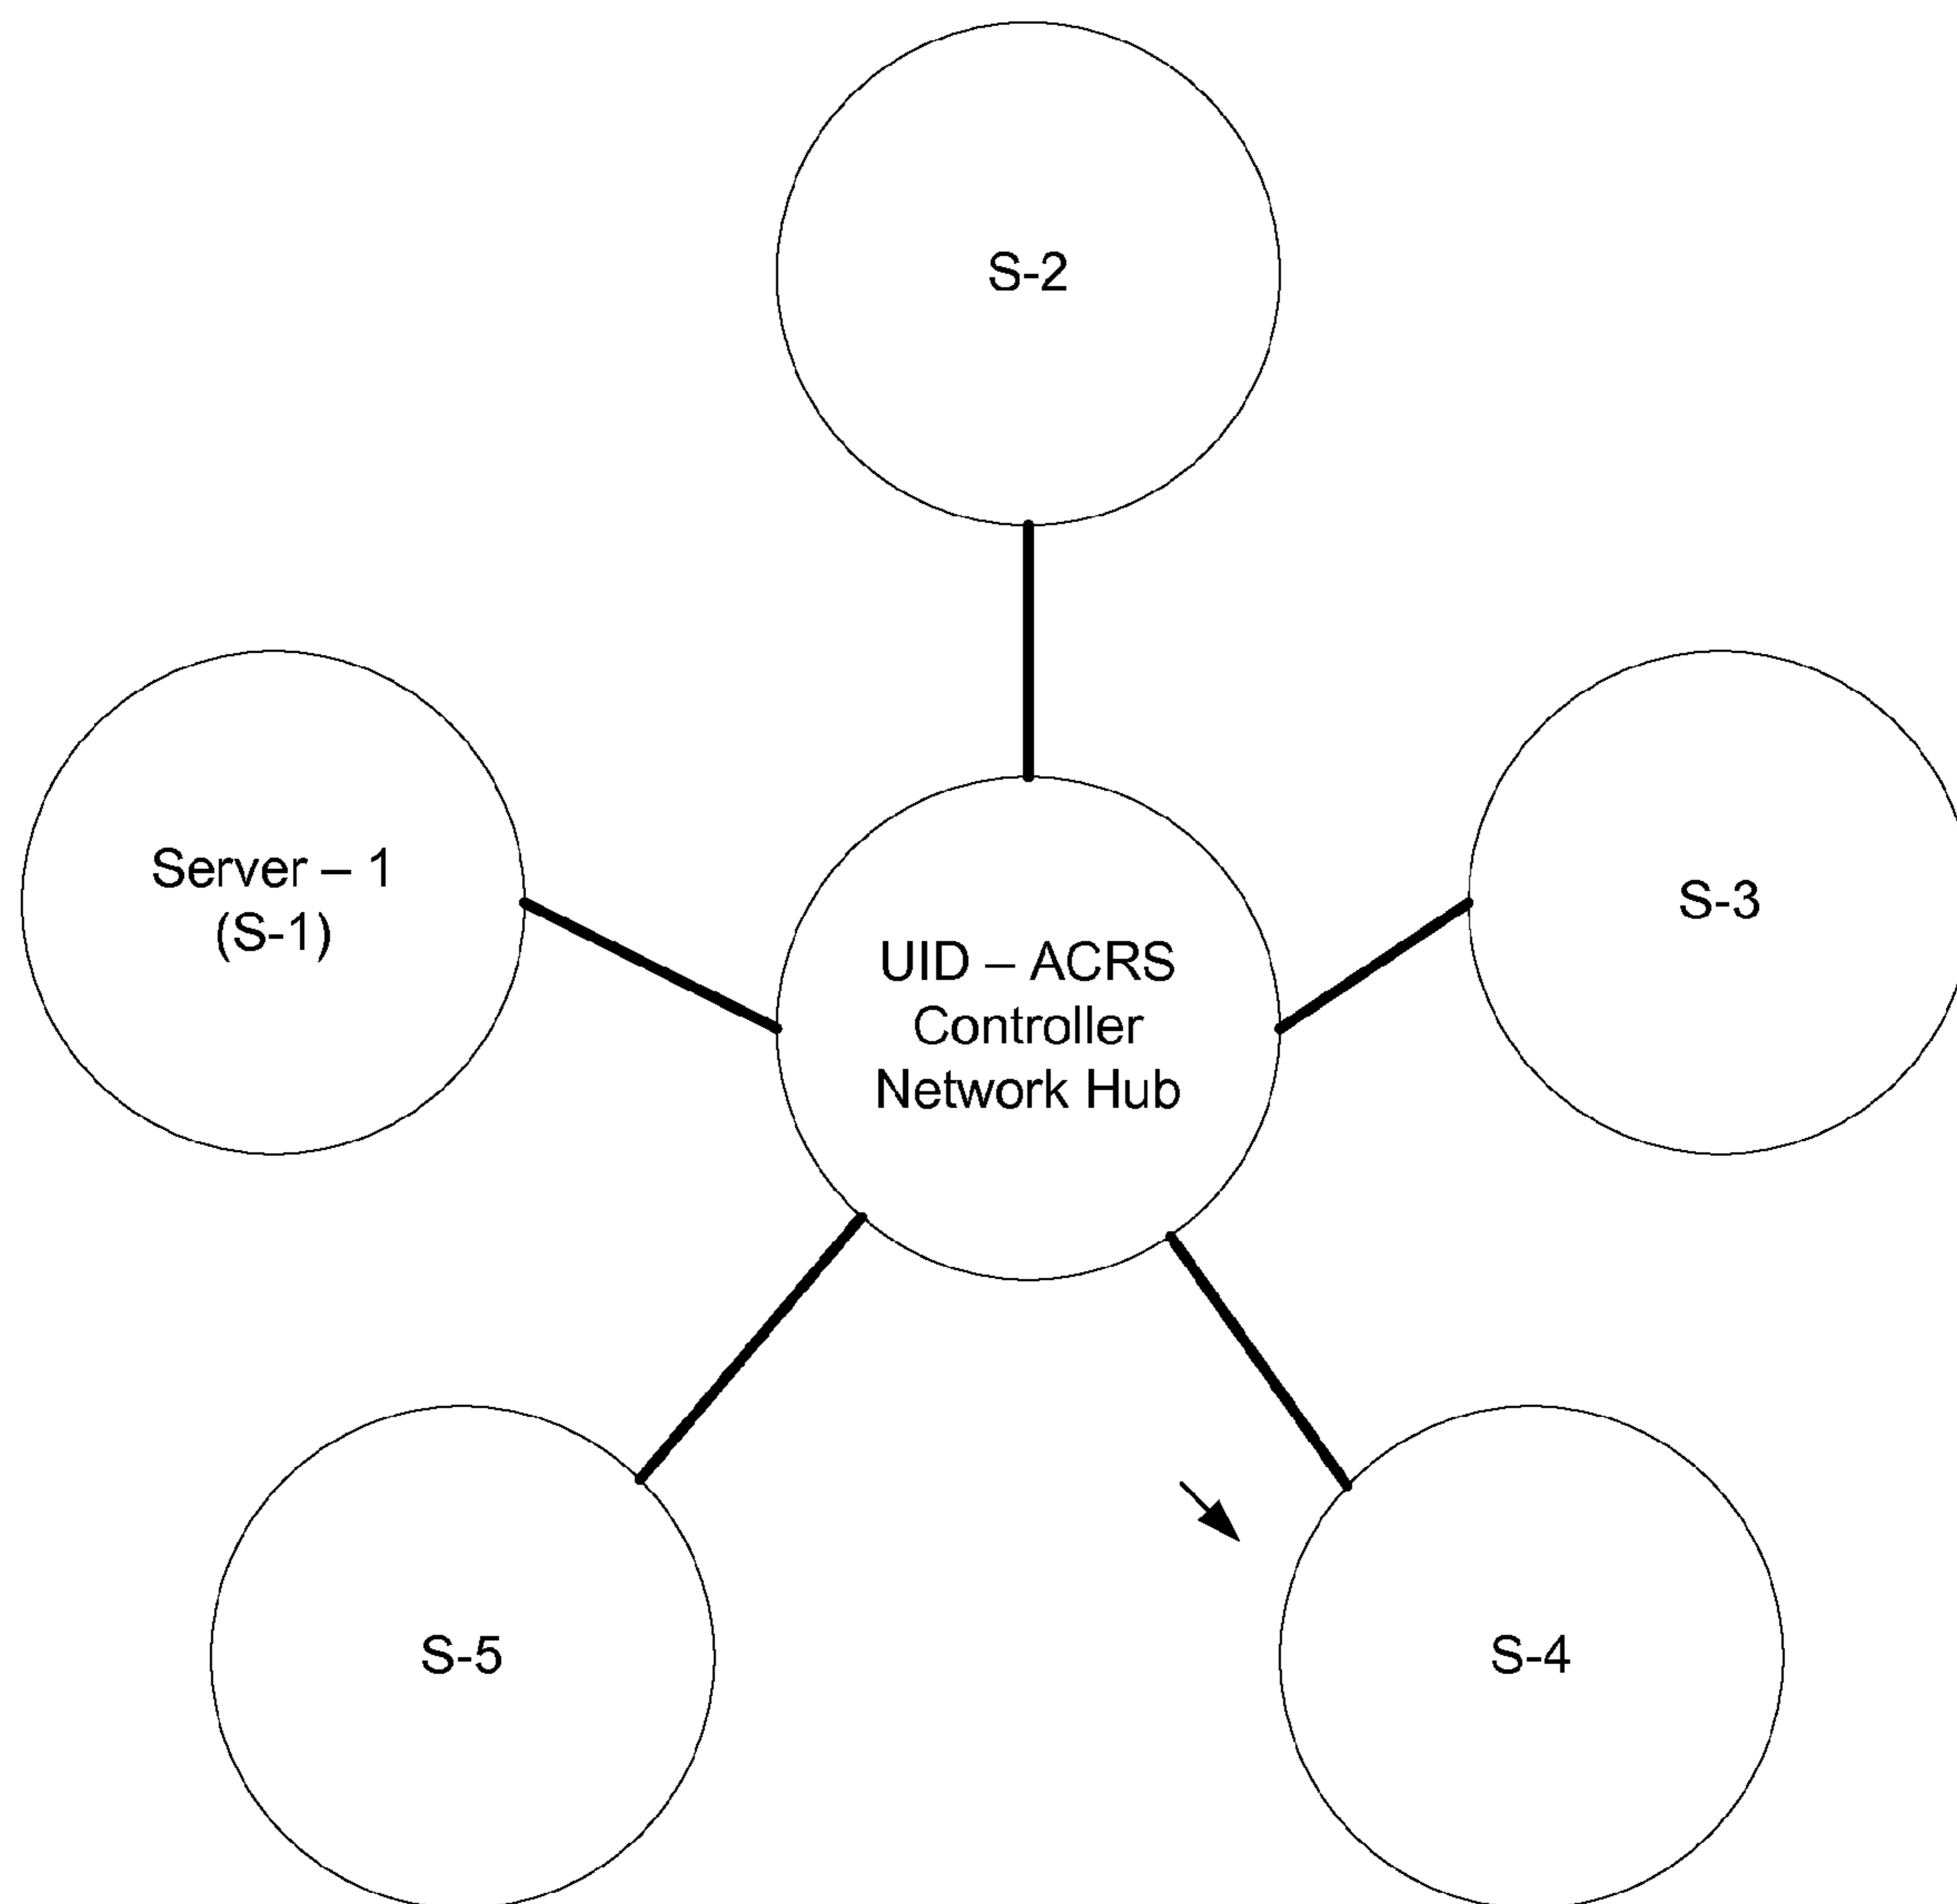 S-2
Server – 1
(S-1)
S-3
UID – ACRS
Controller
Network Hub
S-5
S-4